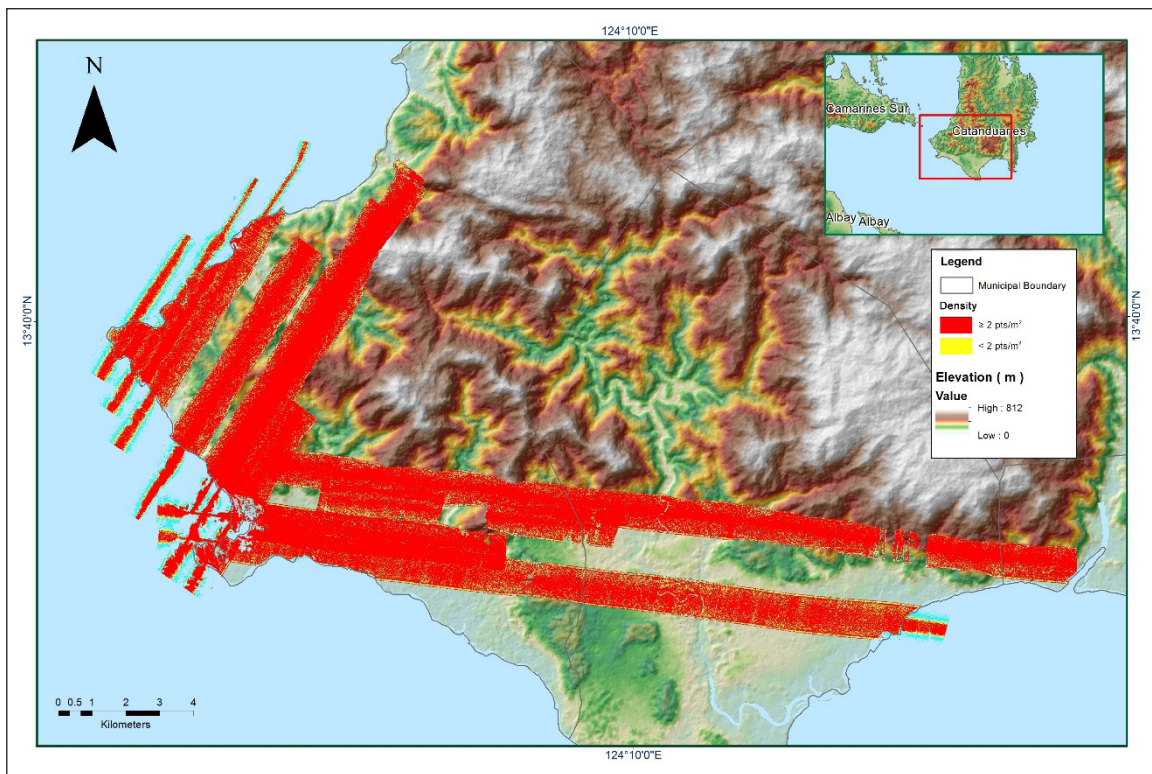 124°10'0"E
N
Camarines Sur
Catanduanes
Albay Albay
13°40'0"N
13°40'0"N
Legend
Municipal Boundary
Density
≥ 2 pts/m²
< 2 pts/m²
Elevation ( m )
Value
High : 812
Low : 0
0 0.5 1 2 3 4
Kilometers
124°10'0"E